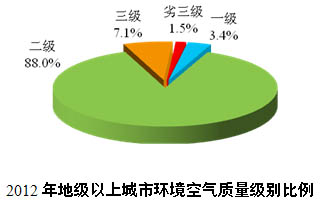 三级
7.1%
劣三级
1.5%
一级
3.4%
二级
88.0%
2012 年地级以上城市环境空气质量级别比例